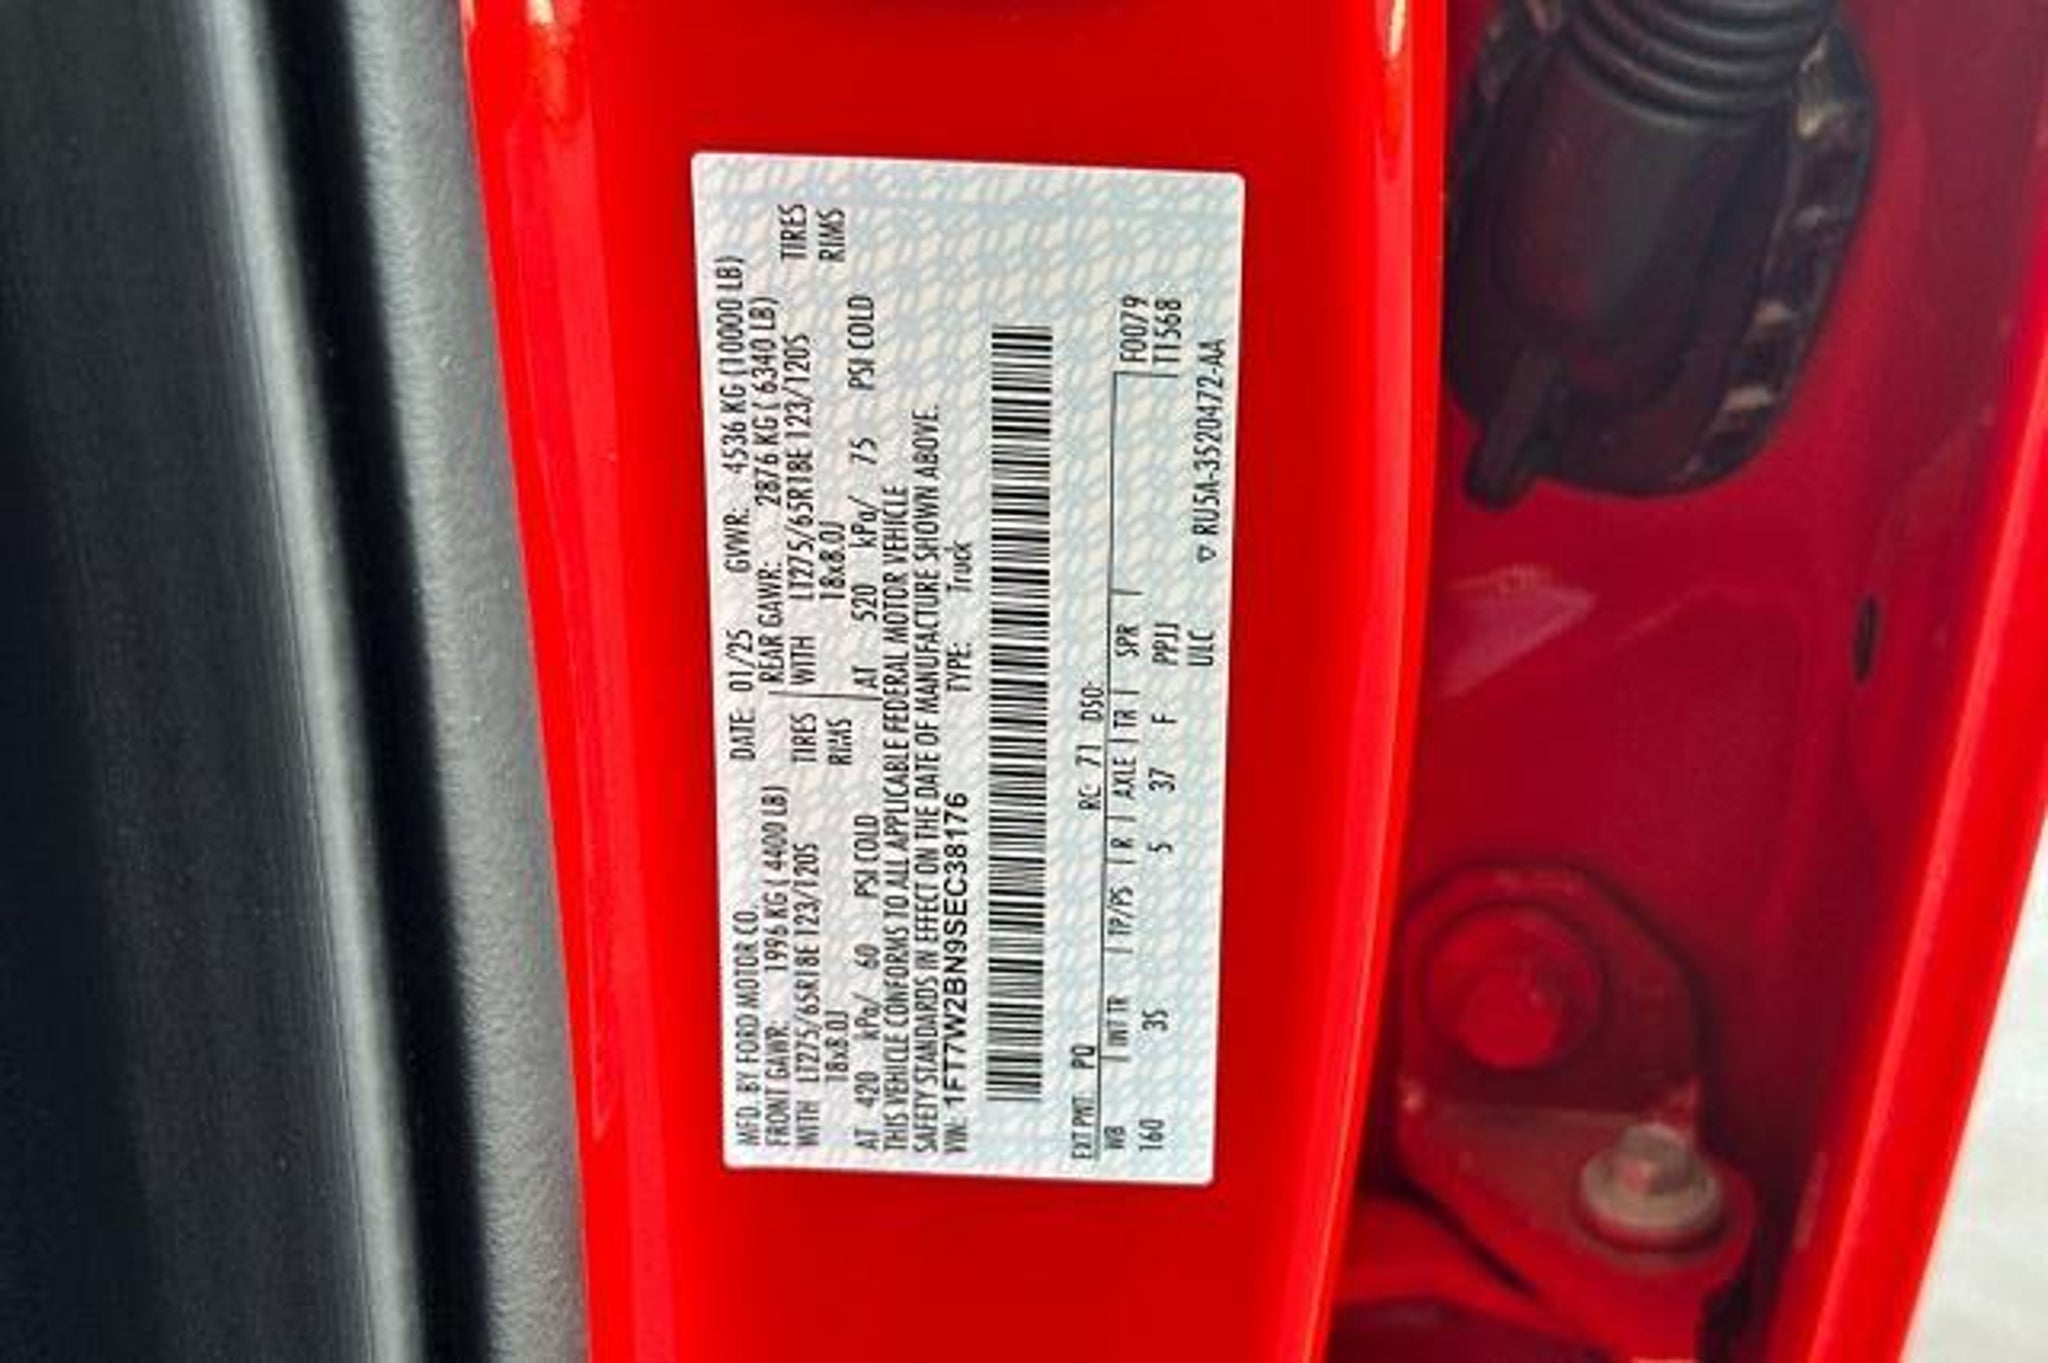 MFD. BY FORD MOTOR CO. DATE: 01/25 GVWR: 4536 KG (10000 LB)
FRONT GAWR: 1996 KG ( 4400 LB) REAR GAWR: 2876 KG ( 6340 LB)
WITH LT275/65R18E 123/120S TIRES WITH LT275/65R18E 123/120S TIRES
18x8.0J RIMS 18x8.0J RIMS
AT 420 kPa/ 60 PSI COLD AT 520 kPa/ 75 PSI COLD
THIS VEHICLE CONFORMS TO ALL APPLICABLE FEDERAL MOTOR VEHICLE
SAFETY STANDARDS IN EFFECT ON THE DATE OF MANUFACTURE SHOWN ABOVE.
VIN: 1FT7W2BN9SEC38176 TYPE: Truck
EXT PNT: PQ RC: 71 DSO:
WB INT TR TP/PS R AXLE TR SPR F0079
160 3S 5 37 F PPJJ T1568
ULC ▽ RU5A-3520472-AA